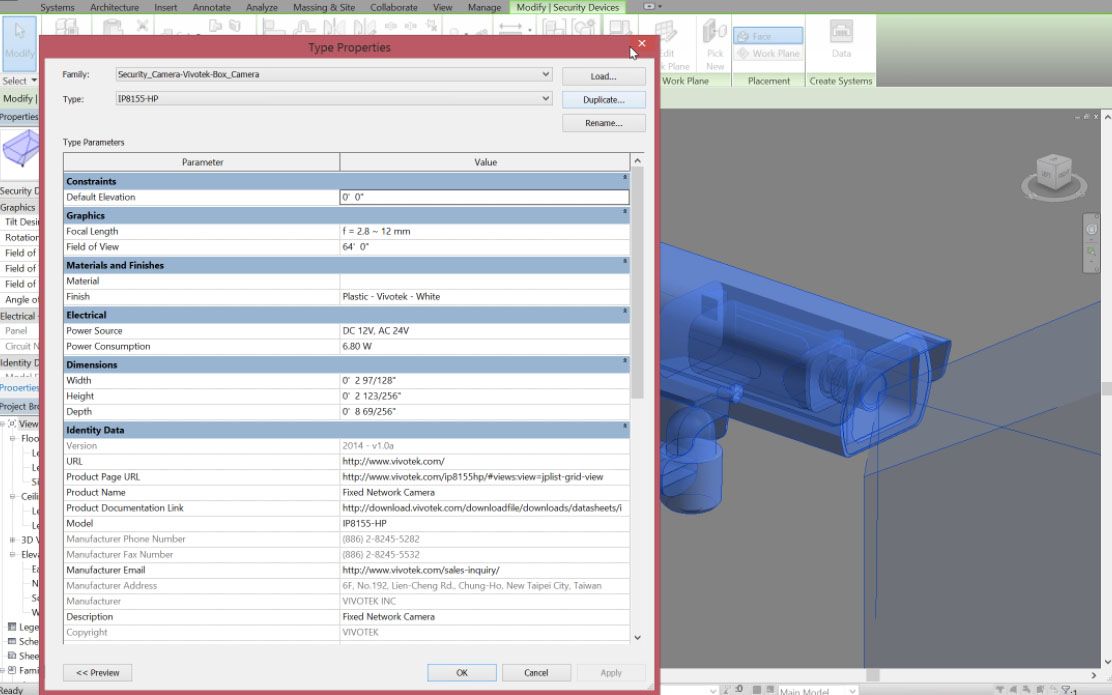 Systems Architecture Insert Annotate Analyze Massing & Site Collaborate View Manage Modify | Security Devices
Modify
Edit
Work Plane
Pick
New
Face
Work Plane
Data
Select
Work Plane Placement Create Systems
Modify |
Properties
Security D
Graphics
Tilt Desi
Rotation
Field of
Field of
Field of
Angle of
Electrical
Panel
Circuit N
Identity D
Properties
Project Bro
View
Floo
Le
Le
Si
Ceilin
Le
Le
3D V
Eleva
Ea
N
So
W
Lege
Sche
Shee
Fami
Ready
Type Properties
Family: Security_Camera-Vivotek-Box_Camera Load...
Type: IP8155-HP Duplicate...
Rename...
Type Parameters
Parameter Value
Constraints
Default Elevation 0' 0"
Graphics
Focal Length f = 2.8 ~ 12 mm
Field of View 64' 0"
Materials and Finishes
Material
Finish Plastic - Vivotek - White
Electrical
Power Source DC 12V, AC 24V
Power Consumption 6.80 W
Dimensions
Width 0' 2 97/128"
Height 0' 2 123/256"
Depth 0' 8 69/256"
Identity Data
Version 2014 - v1.0a
URL http://www.vivotek.com/
Product Page URL http://www.vivotek.com/ip8155hp/#views:view=jplist-grid-view
Product Name Fixed Network Camera
Product Documentation Link http://download.vivotek.com/downloadfile/downloads/datasheets/i
Model IP8155-HP
Manufacturer Phone Number (886) 2-8245-5282
Manufacturer Fax Number (886) 2-8245-5532
Manufacturer Email http://www.vivotek.com/sales-inquiry/
Manufacturer Address 6F, No.192, Lien-Cheng Rd., Chung-Ho, New Taipei City, Taiwan
Manufacturer VIVOTEK INC
Description Fixed Network Camera
Copyright VIVOTEK
<< Preview OK Cancel Apply
:0 Main Model :1